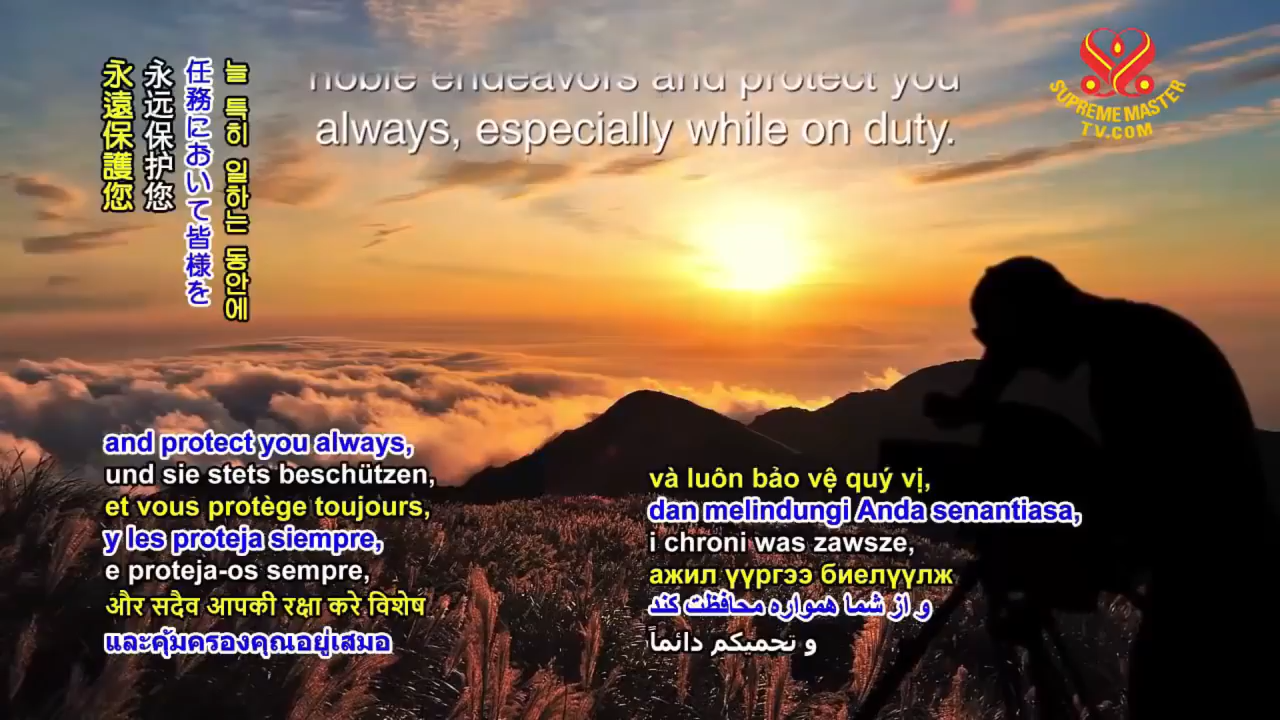 noble endeavors and protect you
always, especially while on duty.
SUPREME MASTER
TV.COM
永遠保護您
永远保护您
任務において皆様を
늘 특히 일하는 동안에
and protect you always,
und sie stets beschützen,
et vous protège toujours,
y les proteja siempre,
e proteja-os sempre,
और सदैव आपकी रक्षा करे विशेष
และคุ้มครองคุณอยู่เสมอ
và luôn bảo vệ quý vị,
dan melindungi Anda senantiasa,
i chroni was zawsze,
ажил үүргээ биелүүлж
و از شما همواره محافظت کند
و تحميكم دائماً